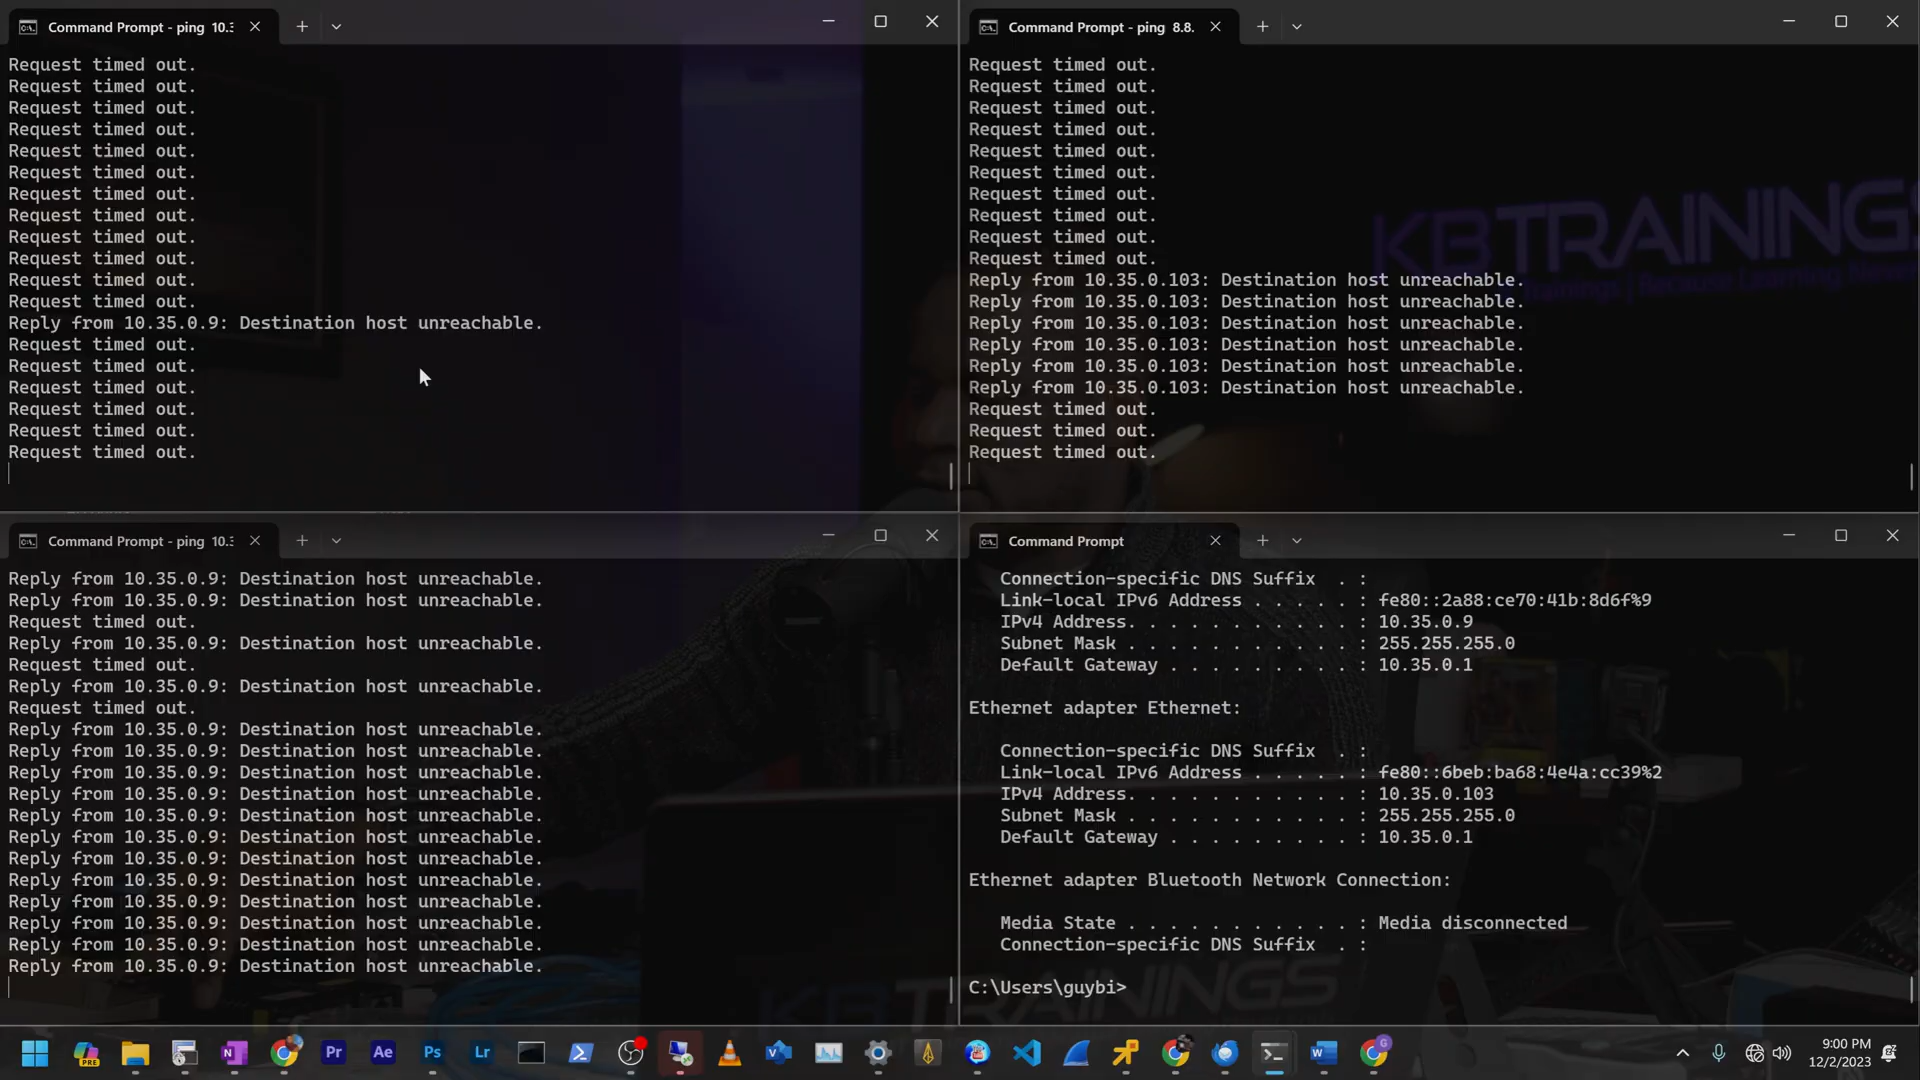 Command Prompt - ping 10.3
Request timed out.
Request timed out.
Request timed out.
Request timed out.
Request timed out.
Request timed out.
Request timed out.
Request timed out.
Request timed out.
Request timed out.
Request timed out.
Request timed out.
Reply from 10.35.0.9: Destination host unreachable.
Request timed out.
Request timed out.
Request timed out.
Request timed out.
Request timed out.
Request timed out.
Command Prompt - ping 8.8.
Request timed out.
Request timed out.
Request timed out.
Request timed out.
Request timed out.
Request timed out.
Request timed out.
Request timed out.
Request timed out.
Request timed out.
Reply from 10.35.0.103: Destination host unreachable.
Reply from 10.35.0.103: Destination host unreachable.
Reply from 10.35.0.103: Destination host unreachable.
Reply from 10.35.0.103: Destination host unreachable.
Reply from 10.35.0.103: Destination host unreachable.
Reply from 10.35.0.103: Destination host unreachable.
Request timed out.
Request timed out.
Request timed out.
KBTRAININGS
Trainings | Because Learning Never
Command Prompt - ping 10.3
Reply from 10.35.0.9: Destination host unreachable.
Reply from 10.35.0.9: Destination host unreachable.
Request timed out.
Reply from 10.35.0.9: Destination host unreachable.
Request timed out.
Reply from 10.35.0.9: Destination host unreachable.
Request timed out.
Reply from 10.35.0.9: Destination host unreachable.
Reply from 10.35.0.9: Destination host unreachable.
Reply from 10.35.0.9: Destination host unreachable.
Reply from 10.35.0.9: Destination host unreachable.
Reply from 10.35.0.9: Destination host unreachable.
Reply from 10.35.0.9: Destination host unreachable.
Reply from 10.35.0.9: Destination host unreachable.
Reply from 10.35.0.9: Destination host unreachable.
Reply from 10.35.0.9: Destination host unreachable.
Reply from 10.35.0.9: Destination host unreachable.
Reply from 10.35.0.9: Destination host unreachable.
Reply from 10.35.0.9: Destination host unreachable.
Command Prompt
Connection-specific DNS Suffix . :
Link-local IPv6 Address . . . . . : fe80::2a88:ce70:41b:8d6f%9
IPv4 Address. . . . . . . . . . . : 10.35.0.9
Subnet Mask . . . . . . . . . . . : 255.255.255.0
Default Gateway . . . . . . . . . : 10.35.0.1
Ethernet adapter Ethernet:
Connection-specific DNS Suffix . :
Link-local IPv6 Address . . . . . : fe80::6beb:ba68:4e4a:cc39%2
IPv4 Address. . . . . . . . . . . : 10.35.0.103
Subnet Mask . . . . . . . . . . . : 255.255.255.0
Default Gateway . . . . . . . . . : 10.35.0.1
Ethernet adapter Bluetooth Network Connection:
Media State . . . . . . . . . . . : Media disconnected
Connection-specific DNS Suffix . :
C:\Users\guybi>
KBTRAININGS
PRE
Pr
Ae
Ps
Lr
9:00 PM
12/2/2023